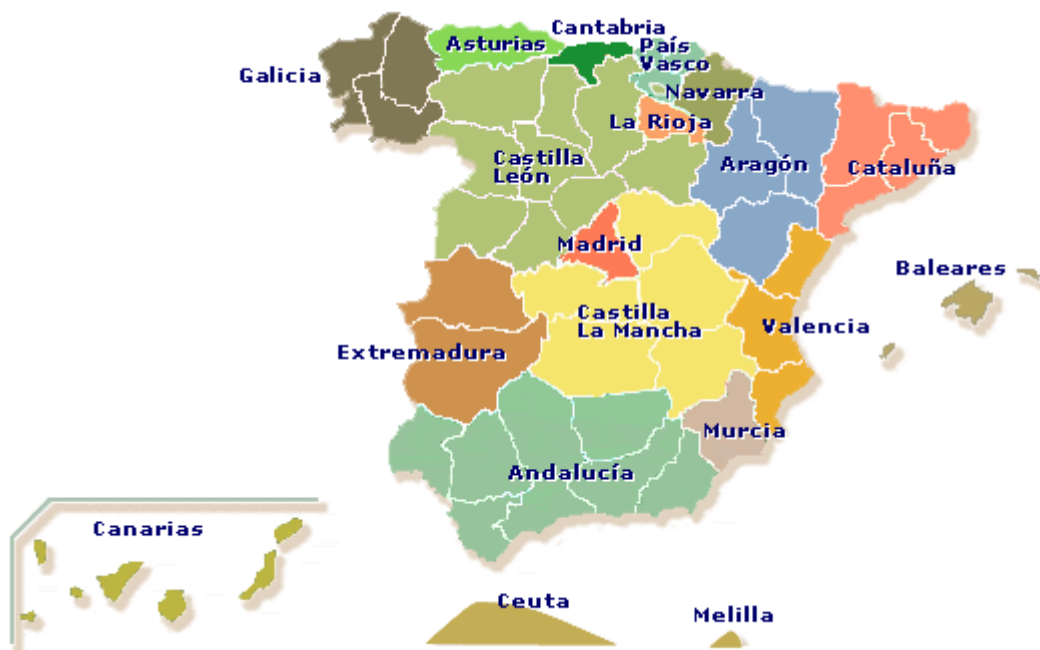 Cantabria
Asturias
País
Vasco
Galicia
Navarra
La Rioja
Castilla
León
Aragón
Cataluña
Madrid
Baleares
Castilla
La Mancha
Valencia
Extremadura
Murcia
Andalucía
Canarias
Ceuta
Melilla